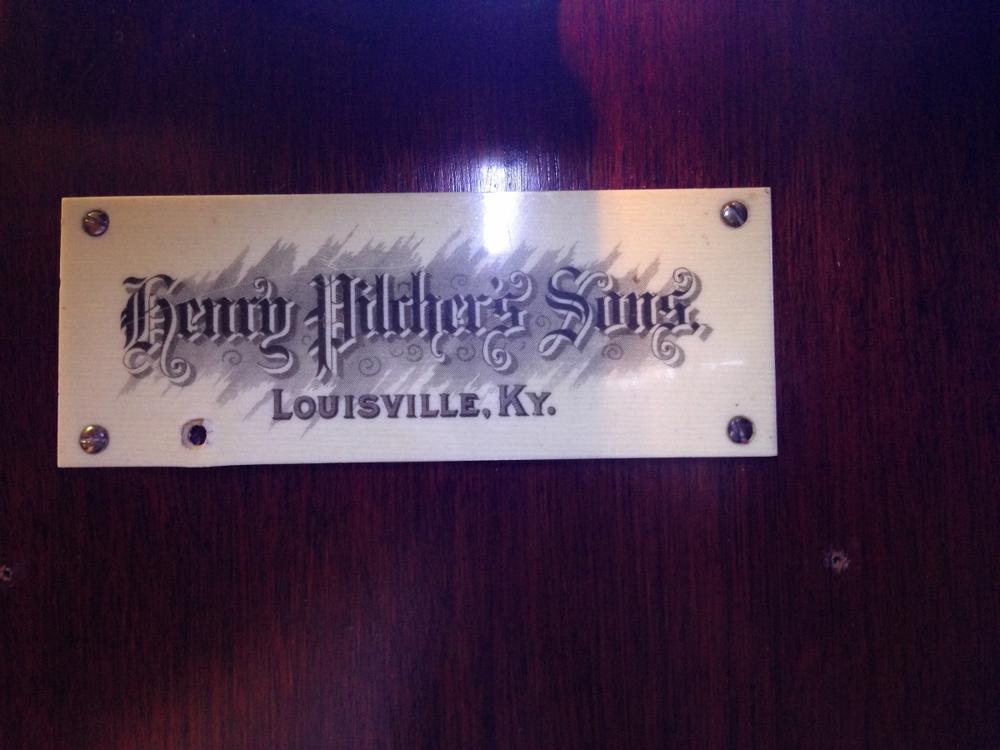 Henry Pilcher's Sons.
LOUISVILLE, KY.